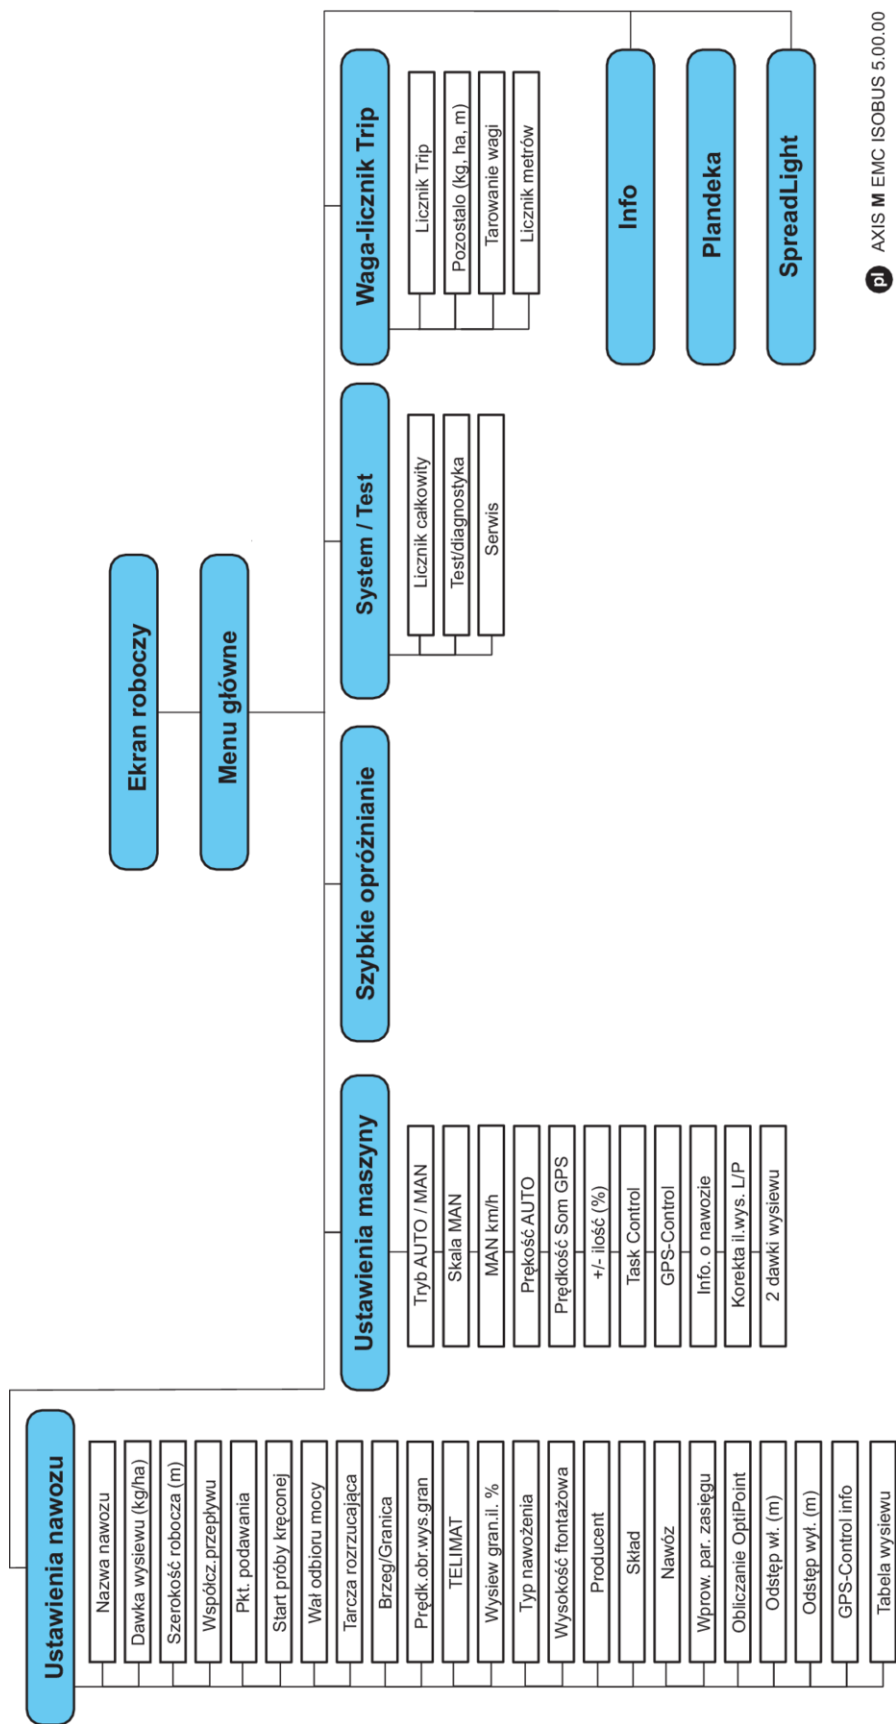 Ekran roboczy
Menu główne
Ustawienia nawozu
Nazwa nawozu
Dawka wysiewu (kg/ha)
Szerokość robocza (m)
Współcz.przepływu
Pkt. podawania
Start próby kręconej
Wał odbioru mocy
Tarcza rozrzucająca
Brzeg/Granica
Prędk.obr.wys.gran
TELIMAT
Wysiew gran.il. %
Typ nawożenia
Wysokość ftontażowa
Producent
Skład
Nawóz
Wprow. par. zasięgu
Obliczanie OptiPoint
Odstęp wł. (m)
Odstęp wył. (m)
GPS-Control info
Tabela wysiewu
Ustawienia maszyny
Tryb AUTO / MAN
Skala MAN
MAN km/h
Prękość AUTO
Prędkość Som GPS
+/- ilość (%)
Task Control
GPS-Control
Info. o nawozie
Korekta il.wys. L/P
2 dawki wysiewu
Szybkie opróżnianie
System / Test
Licznik całkowity
Test/diagnostyka
Serwis
Waga-licznik Trip
Licznik Trip
Pozostalo (kg, ha, m)
Tarowanie wagi
Licznik metrów
Info
Plandeka
SpreadLight
pl AXIS M EMC ISOBUS 5.00.00